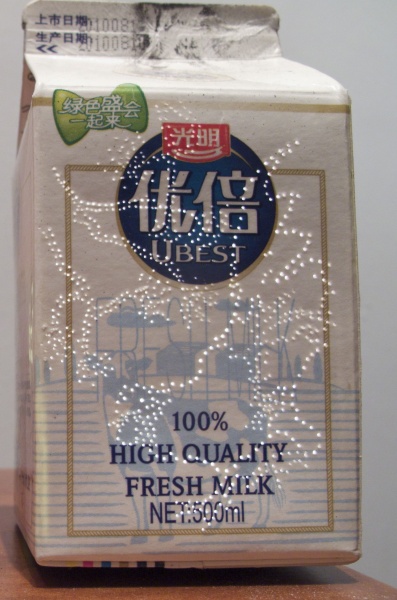 上市日期:
生产日期:
绿色盛会
一起来
光明
优倍
UBEST
100%
HIGH QUALITY
FRESH MILK
NET:500ml